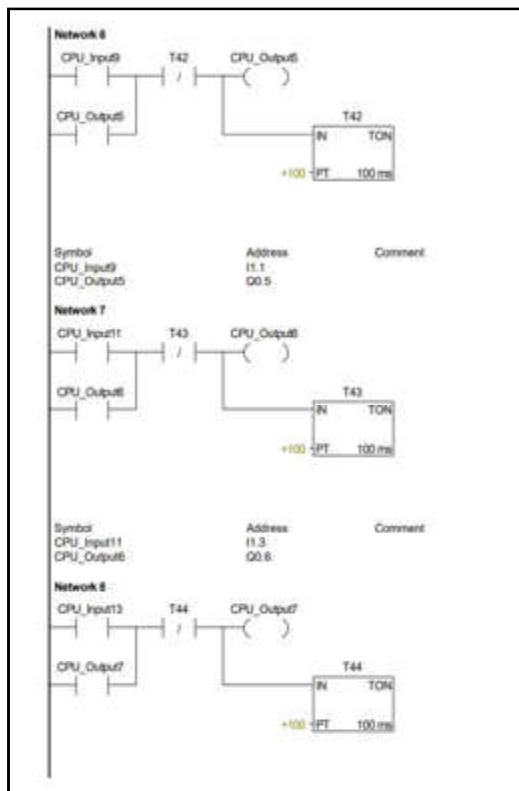 Network 6
CPU_Input9 T42 CPU_Output5
/
CPU_Output5
T42
IN TON
+100 PT 100 ms
Symbol Address Comment
CPU_Input9 I1.1
CPU_Output5 Q0.5
Network 7
CPU_Input11 T43 CPU_Output6
/
CPU_Output6
T43
IN TON
+100 PT 100 ms
Symbol Address Comment
CPU_Input11 I1.3
CPU_Output6 Q0.6
Network 8
CPU_Input13 T44 CPU_Output7
/
CPU_Output7
T44
IN TON
+100 PT 100 ms